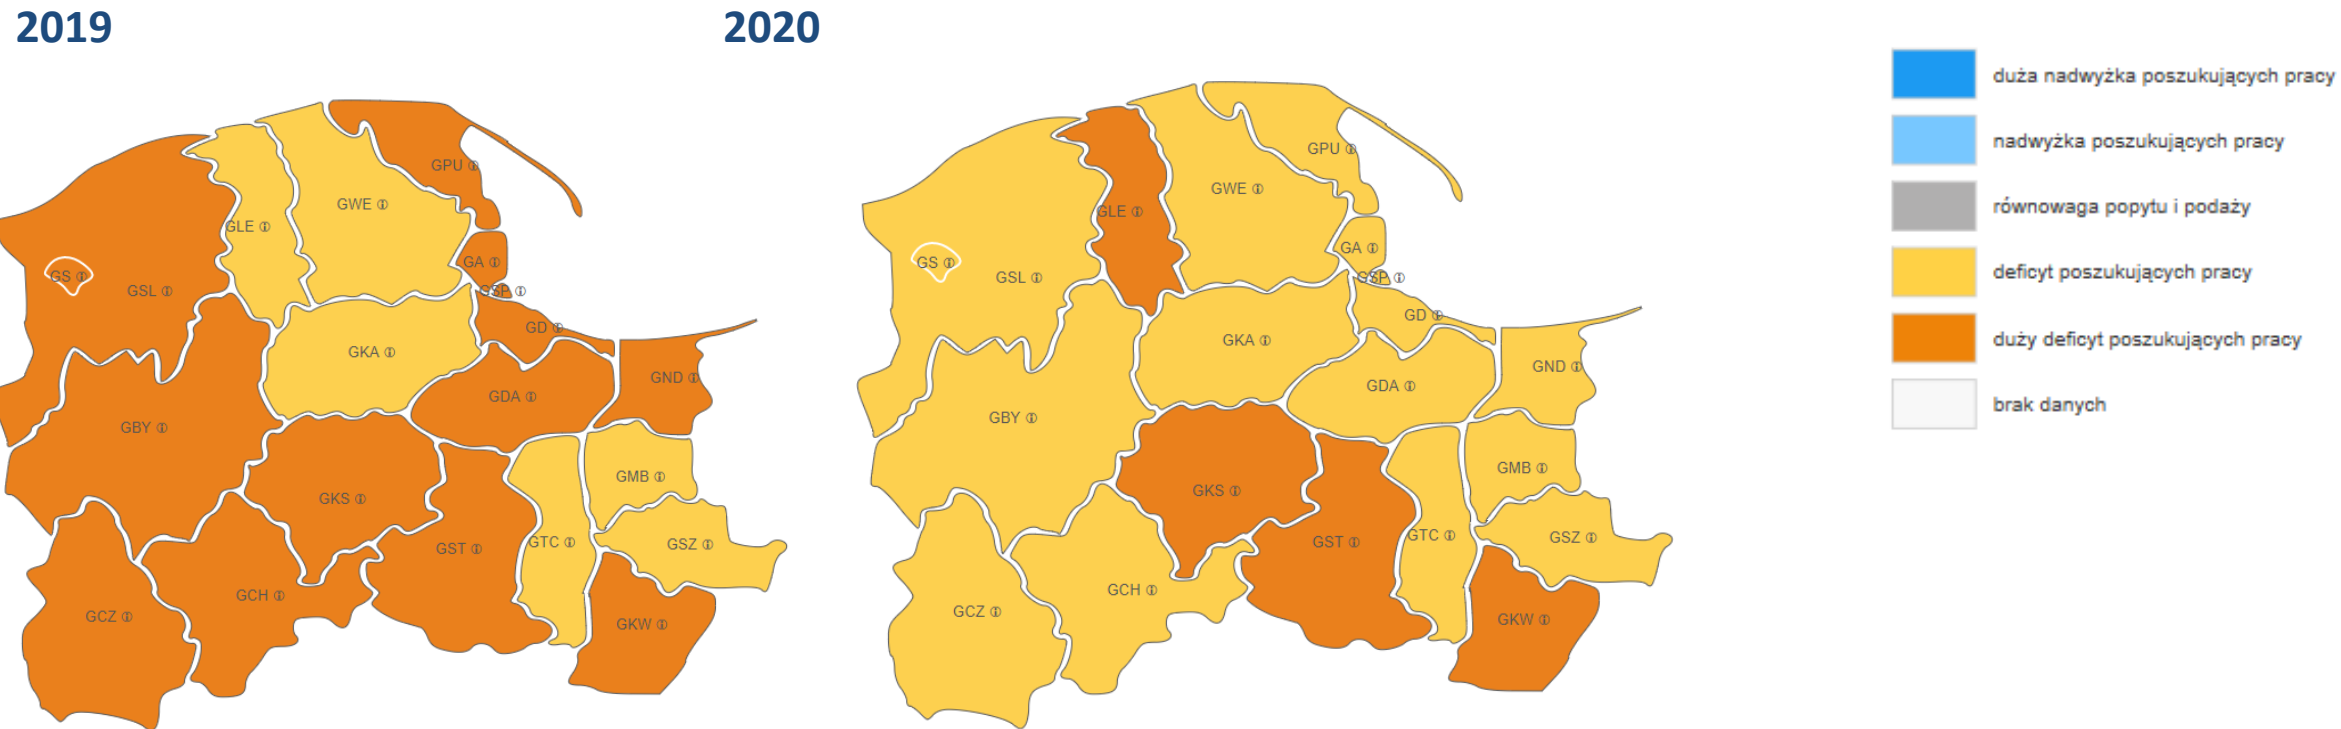 2019
2020
GPU
GWE
GLE
GA
GS
GSL
GSP
GD
GKA
GND
GDA
GBY
GMB
GKS
GST
GTC
GSZ
GCH
GCZ
GKW
GPU
GWE
GLE
GA
GS
GSL
GSP
GD
GKA
GND
GDA
GBY
GMB
GKS
GTC
GSZ
GST
GCH
GCZ
GKW
duża nadwyżka poszukujących pracy
nadwyżka poszukujących pracy
równowaga popytu i podaży
deficyt poszukujących pracy
duży deficyt poszukujących pracy
brak danych